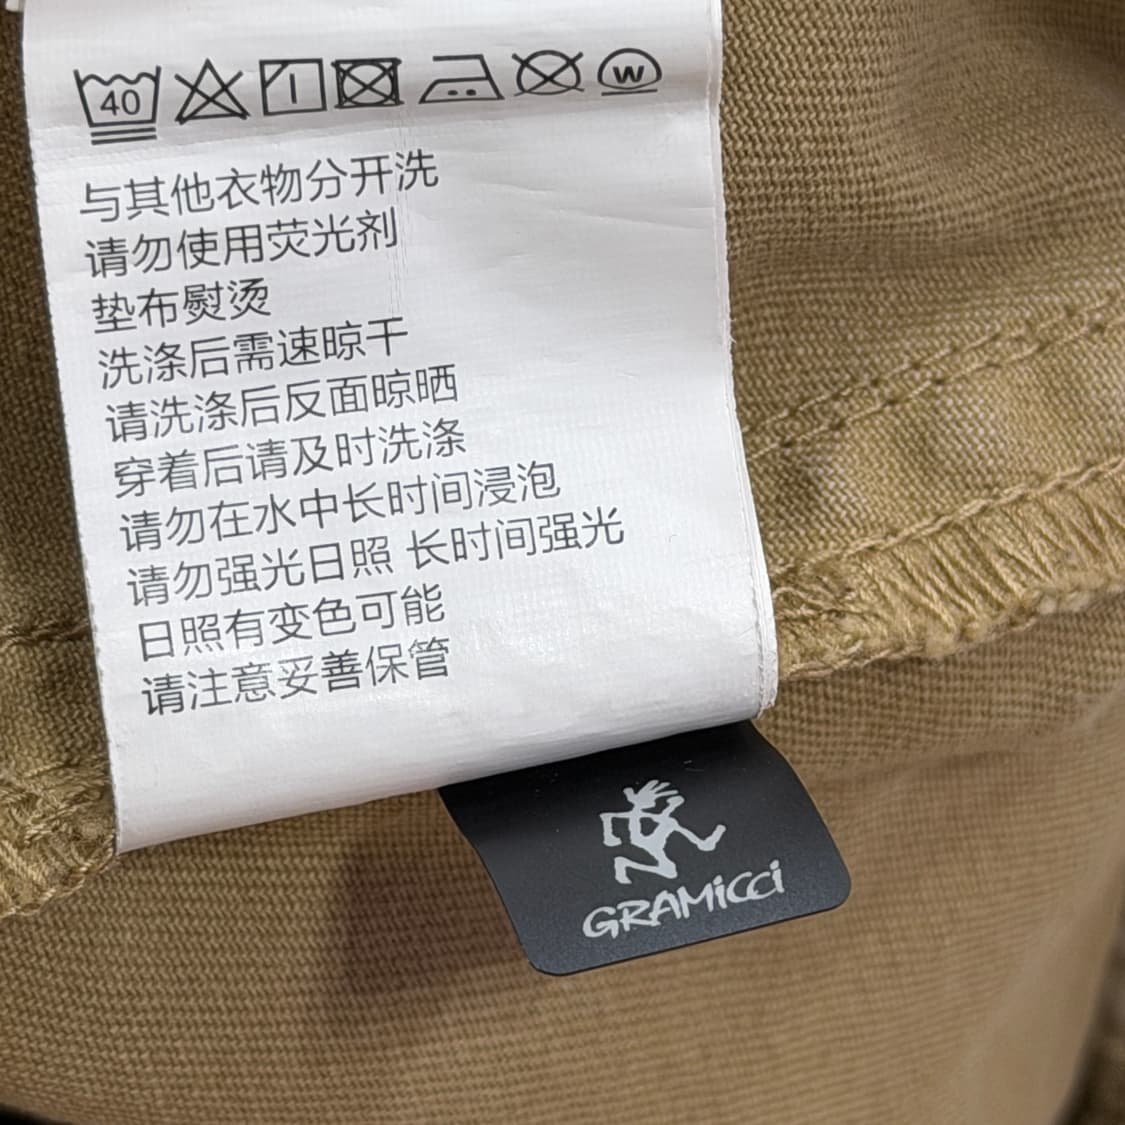 40 W
与其他衣物分开洗
请勿使用荧光剂
垫布熨烫
洗涤后需速晾干
请洗涤后反面晾晒
穿着后请及时洗涤
请勿在水中长时间浸泡
请勿强光日照 长时间强光
日照有变色可能
请注意妥善保管
GRAMiCCi